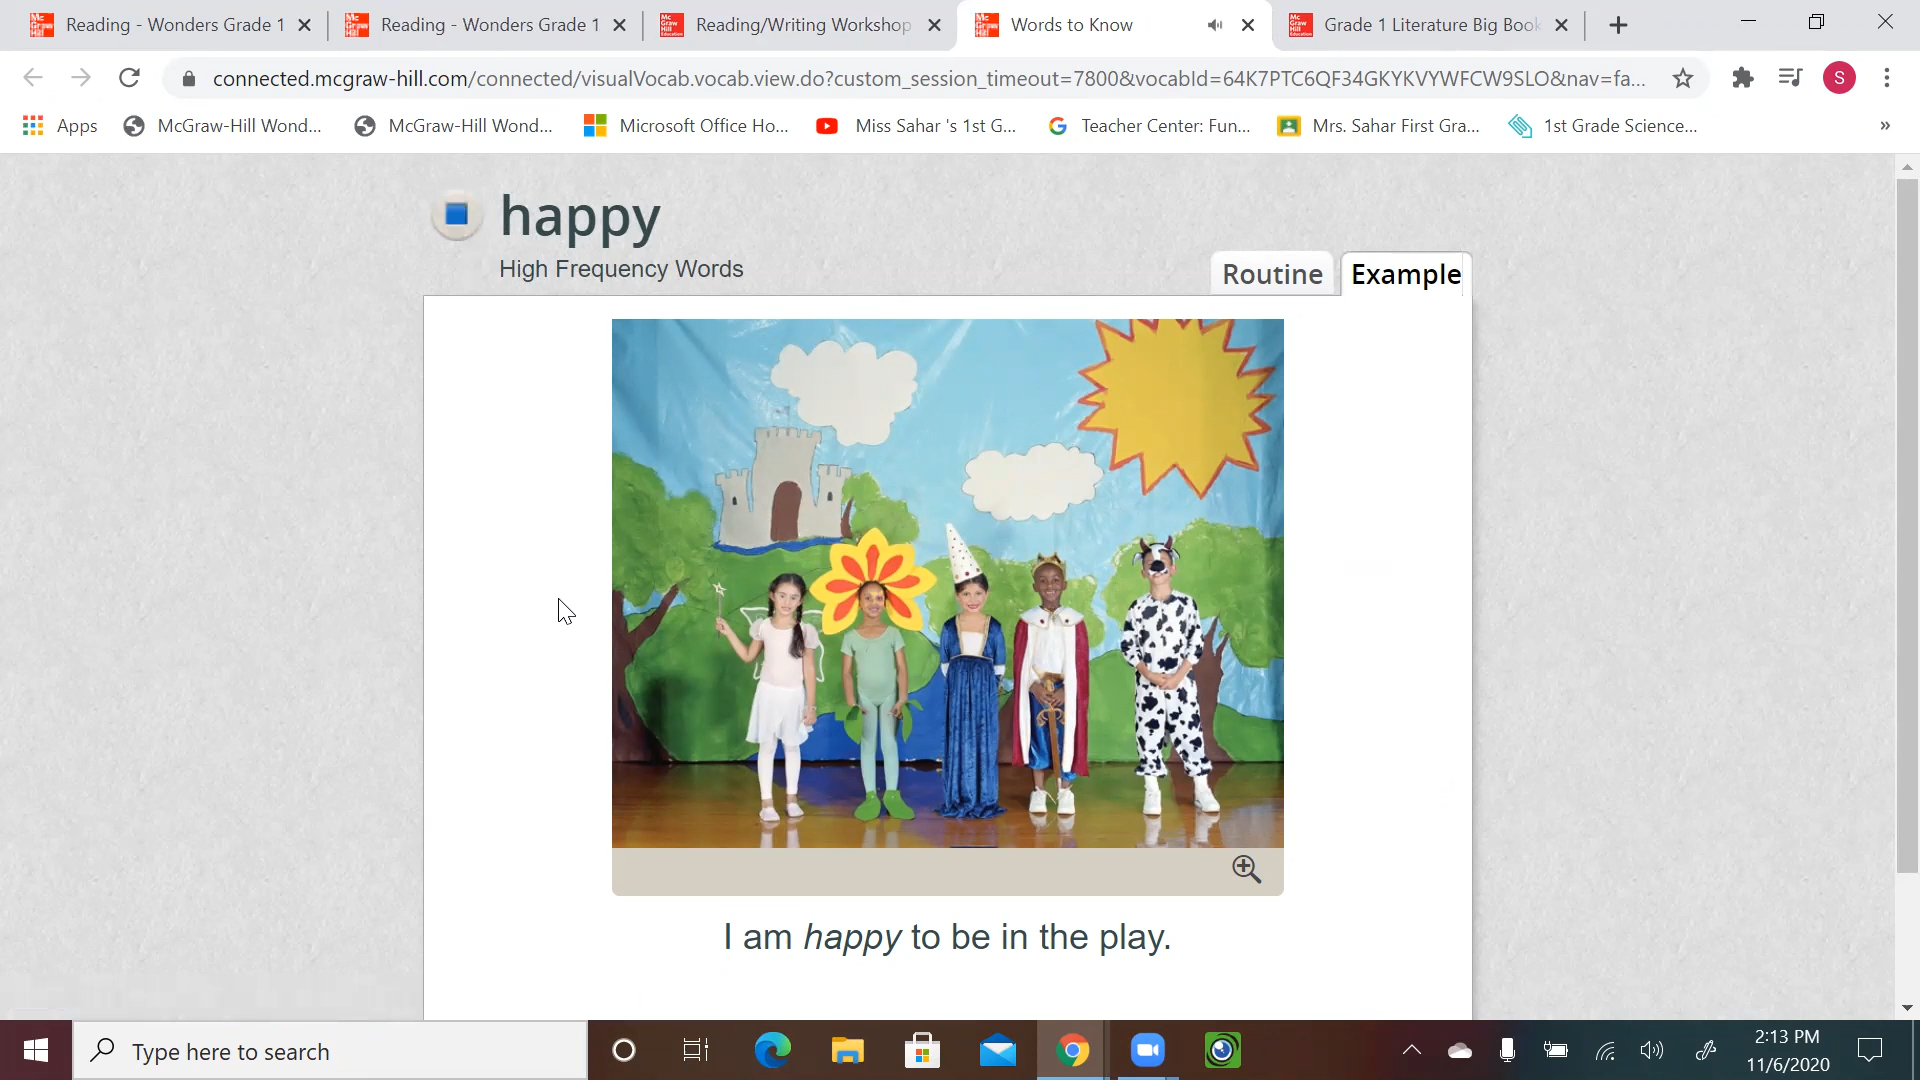 Reading - Wonders Grade 1
Reading - Wonders Grade 1
Reading/Writing Workshop
Words to Know
Grade 1 Literature Big Book
connected.mcgraw-hill.com/connected/visualVocab.vocab.view.do?custom_session_timeout=7800&vocabId=64K7PTC6QF34GKYKVYWFCW9SLO&nav=fa...
S
Apps
McGraw-Hill Wond...
McGraw-Hill Wond...
Microsoft Office Ho...
Miss Sahar 's 1st G...
Teacher Center: Fun...
Mrs. Sahar First Gra...
1st Grade Science...
»
happy
High Frequency Words
Routine
Example
I am happy to be in the play.
Type here to search
2:13 PM
11/6/2020